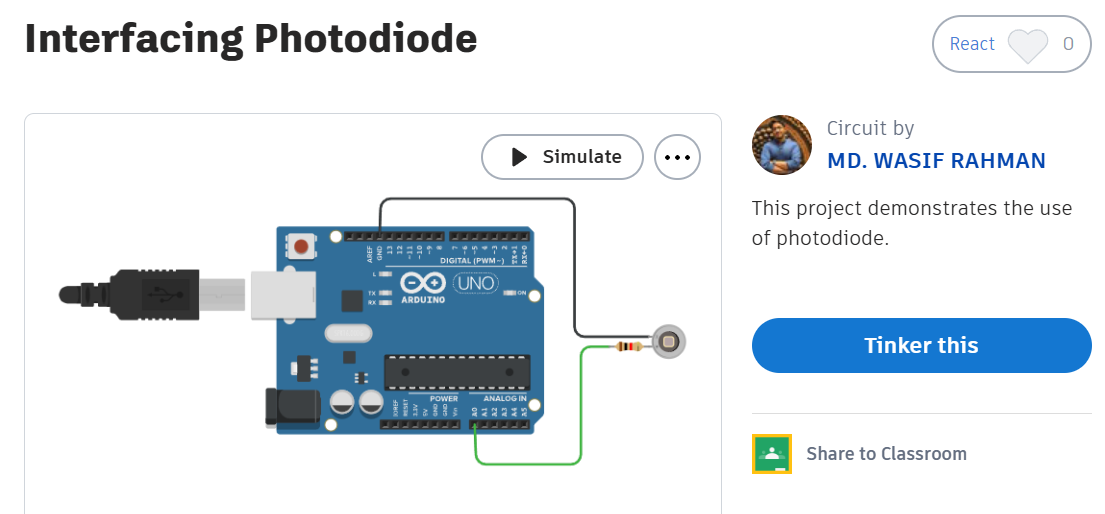 Interfacing Photodiode
React 0
Simulate
Circuit by
MD. WASIF RAHMAN
This project demonstrates the use
of photodiode.
Tinker this
Share to Classroom
AREF
GND
13
12
~11
~10
~9
8
7
~6
~5
4
~3
2
TX→1
RX←0
DIGITAL (PWM~)
L
TX
RX
ARDUINO
UNO
ON
POWER
ANALOG IN
IOREF
RESET
3.3V
5V
GND
GND
Vin
A0
A1
A2
A3
A4
A5